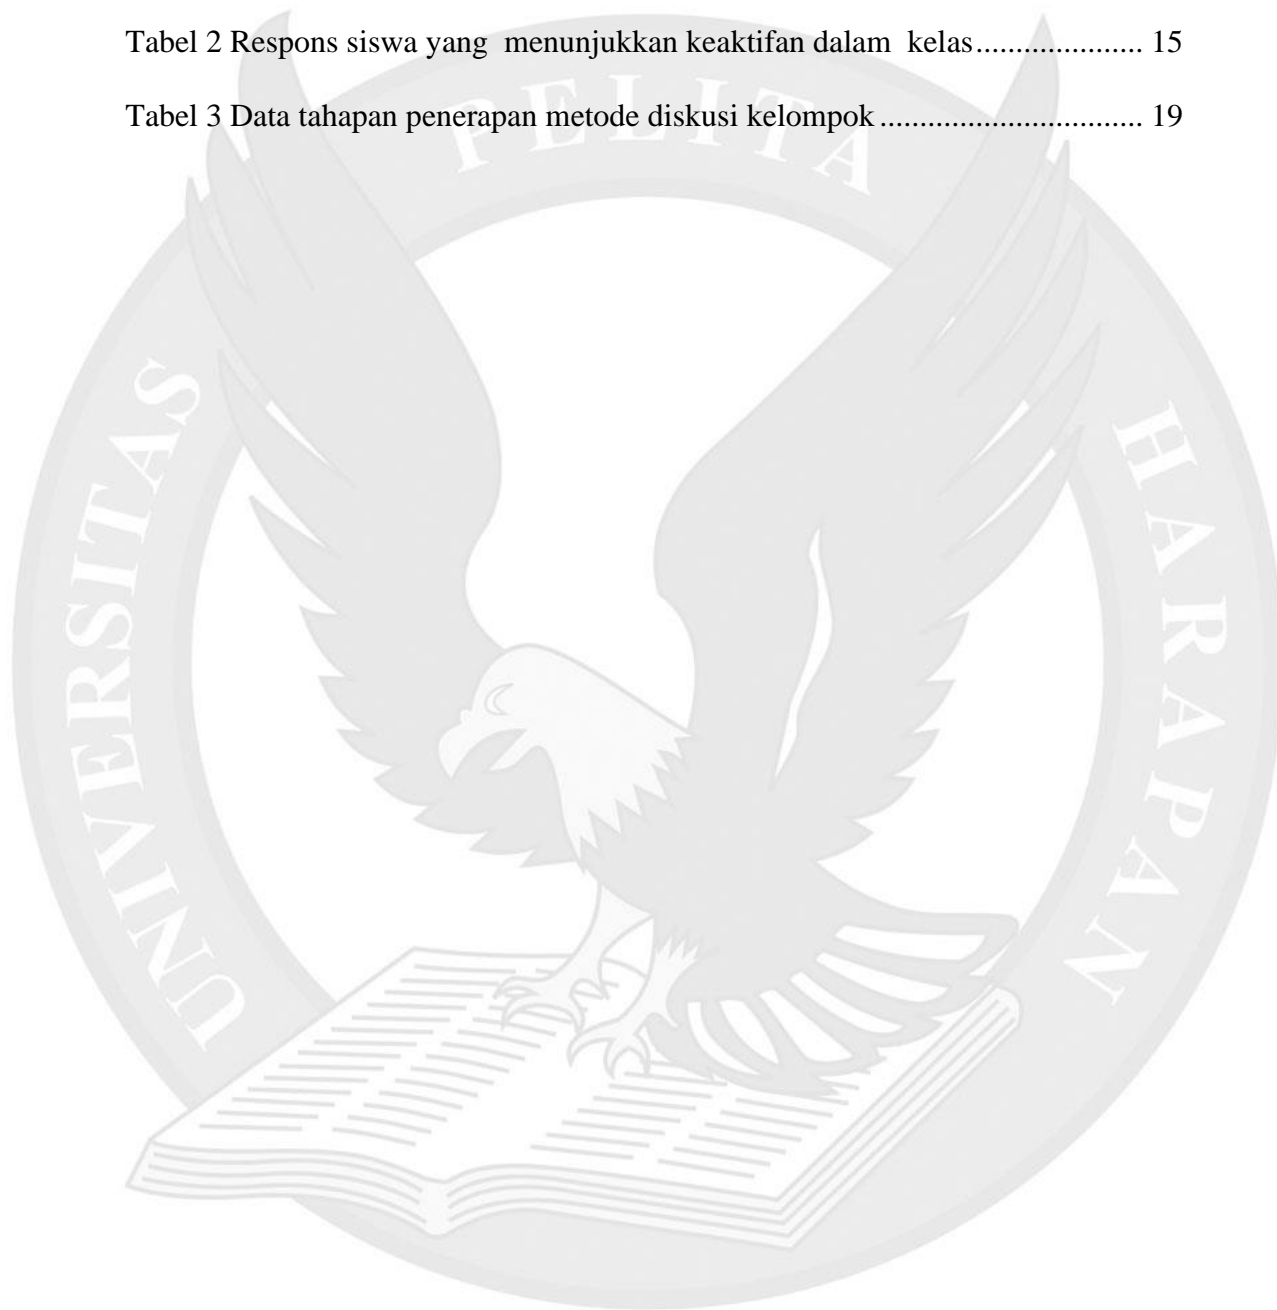 Tabel 2 Respons siswa yang  menunjukkan keaktifan dalam  kelas..................... 15
Tabel 3 Data tahapan penerapan metode diskusi kelompok................................. 19
UNIVERSITAS PELITA HARAPAN